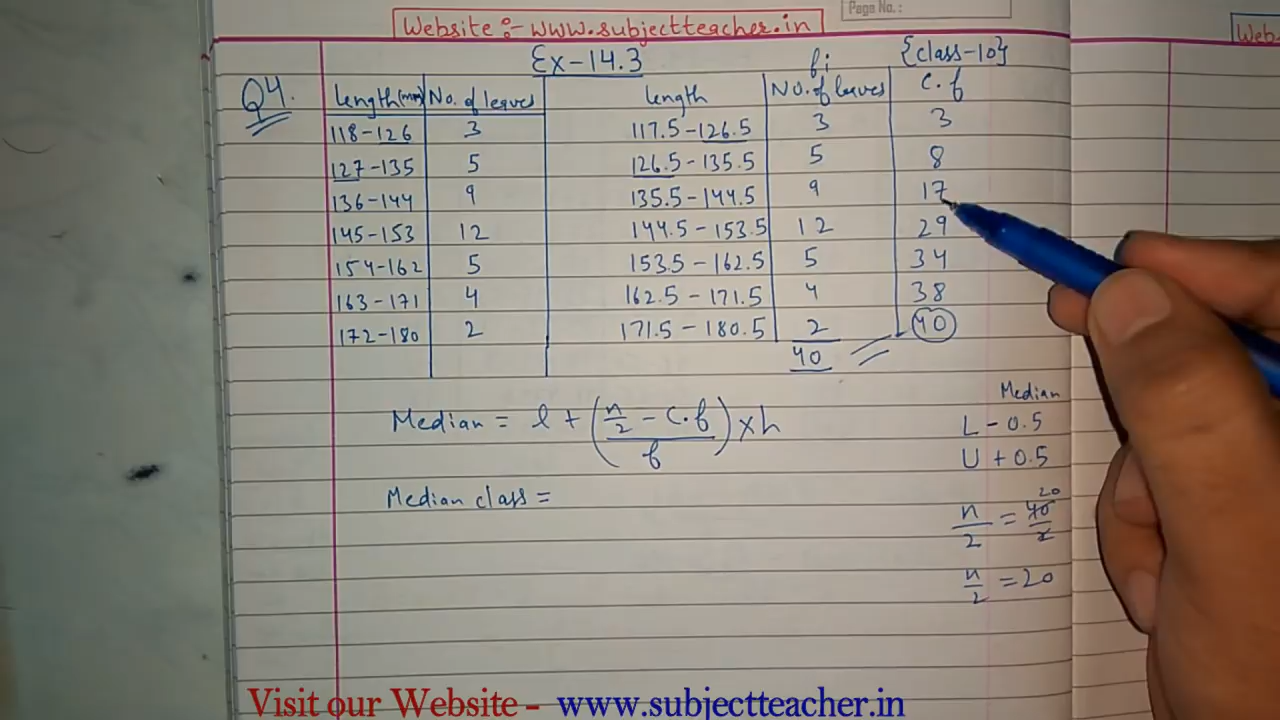 Page No. :
Website :- www.subjectteacher.in
Web
Ex-14.3
fi
{class-10}
Q4.
length(mm) No. of leaves length No. of leaves C.f
118-126 3 117.5-126.5 3 3
127-135 5 126.5-135.5 5 8
136-144 9 135.5-144.5 9 17
145-153 12 144.5-153.5 12 29
154-162 5 153.5-162.5 5 34
163-171 4 162.5-171.5 4 38
172-180 2 171.5-180.5 2 40
40
Median
Median = l + (n/2 - C.f / f) × h
L - 0.5
U + 0.5
Median class =
20
n/2 = 40/2
n/2 = 20
Visit our Website - www.subjectteacher.in